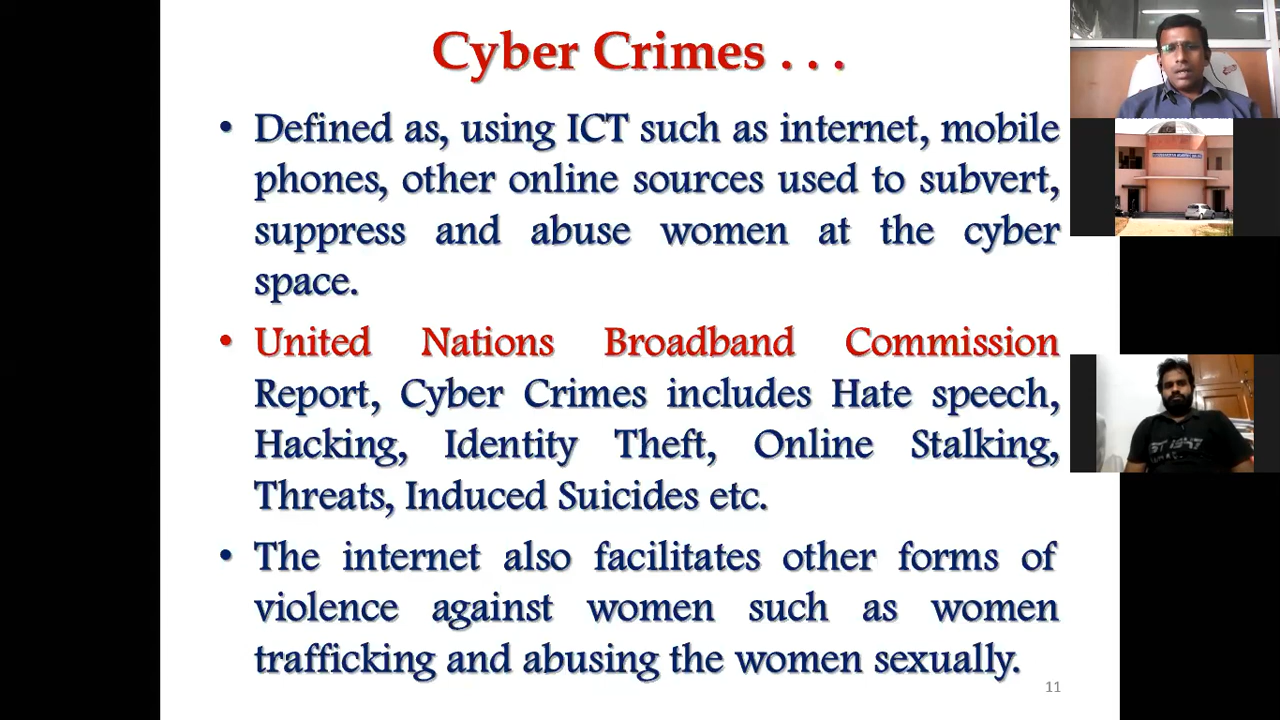 Cyber Crimes . . .
• Defined as, using ICT such as internet, mobile
phones, other online sources used to subvert,
suppress and abuse women at the cyber
space.
• United Nations Broadband Commission
Report, Cyber Crimes includes Hate speech,
Hacking, Identity Theft, Online Stalking,
Threats, Induced Suicides etc.
• The internet also facilitates other forms of
violence against women such as women
trafficking and abusing the women sexually.
11